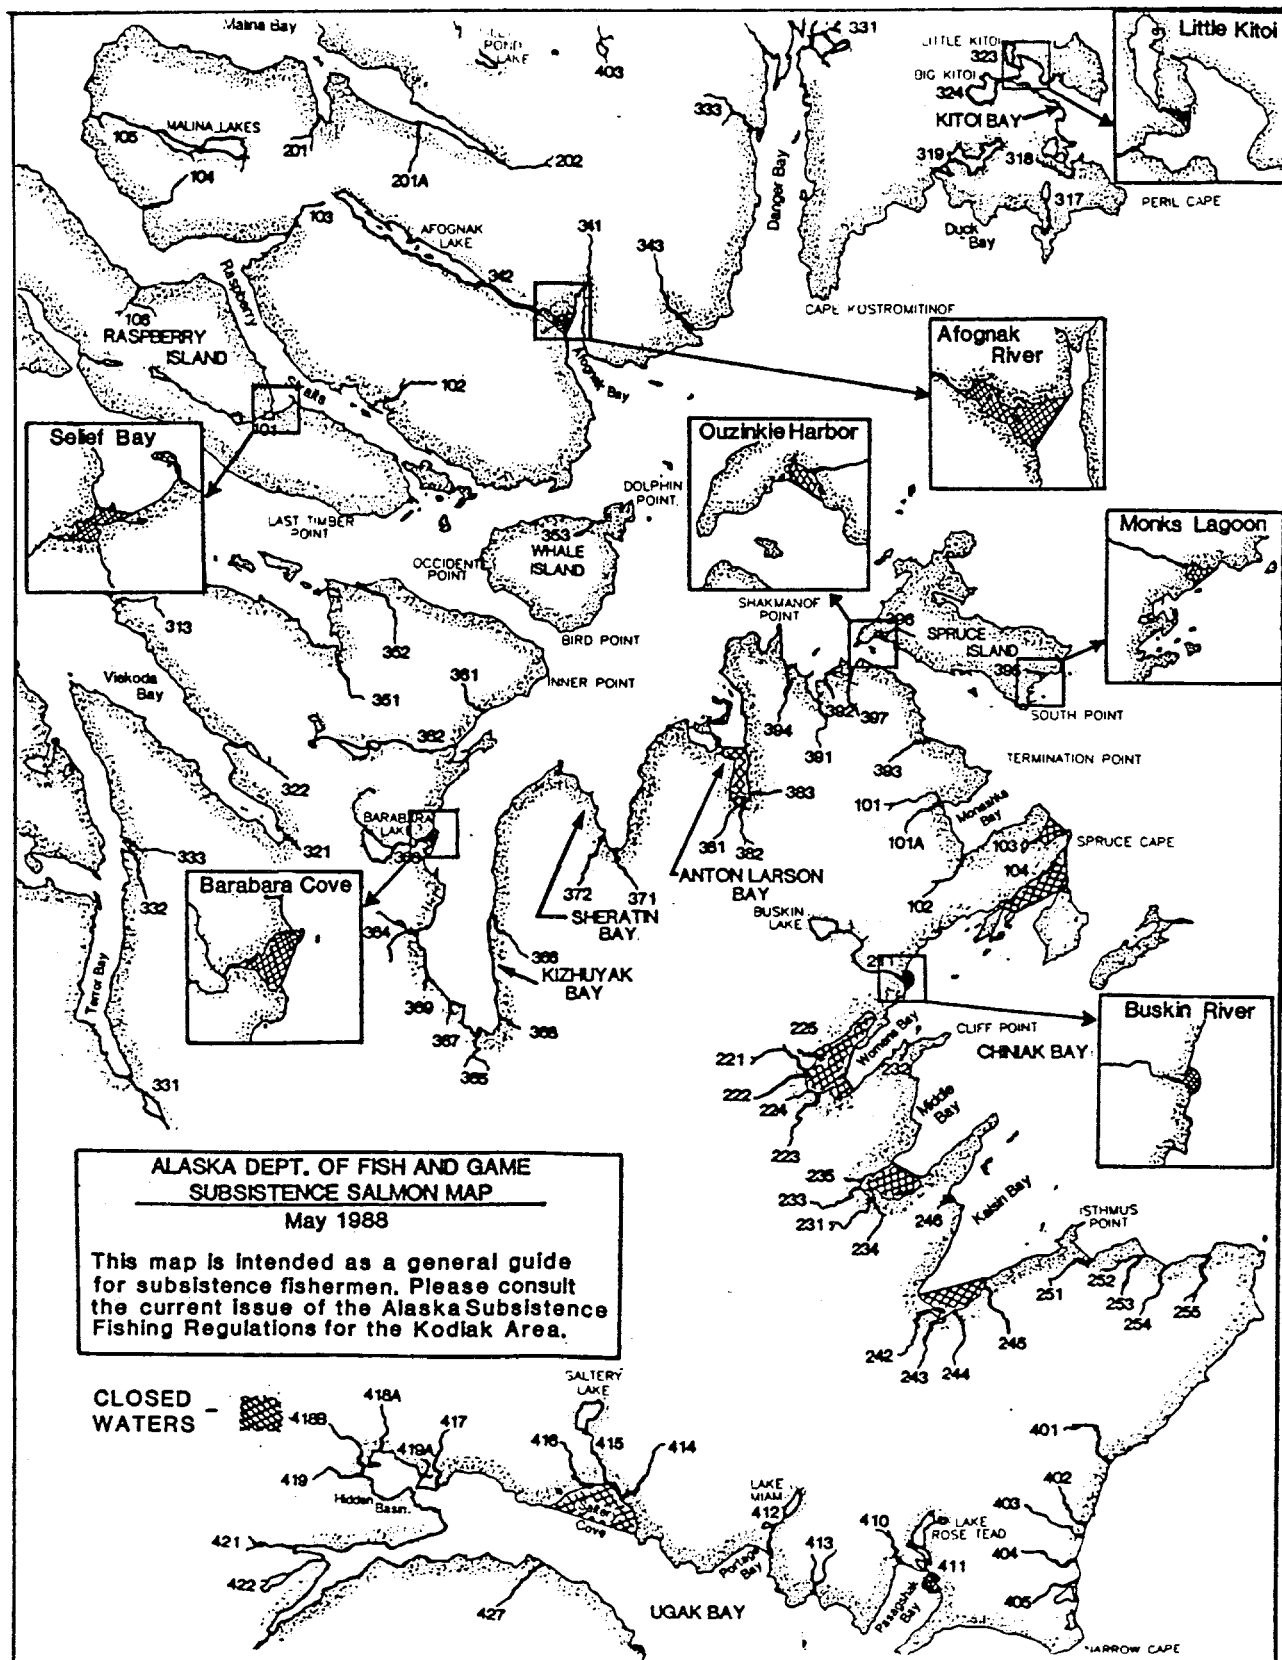 Malina Bay
POND
LAKE
403
331
LITTLE KITOI
323
BIG KITOI
324
KITOI BAY
Little Kitoi
105
MALINA LAKES
104
201
201A
202
333
Danger Bay
319
318
317
PERIL CAPE
Duck
Bay
103
AFOGNAK
LAKE
342
341
343
CAPE KOSTROMITINOF
Raspberry
Straits
106
RASPBERRY
ISLAND
102
101
Afognak Bay
Afognak
River
Selief Bay
Ouzinkie Harbor
Monks Lagoon
LAST TIMBER
POINT
DOLPHIN
POINT
353
WHALE
ISLAND
OCCIDENT
POINT
BIRD POINT
INNER POINT
SHAKMANOF
POINT
396
SPRUCE
ISLAND
395
SOUTH POINT
313
352
351
361
362
Viekoda
Bay
322
321
394
392
397
391
393
TERMINATION POINT
383
381
382
ANTON LARSON
BAY
101
101A
Monashka
Bay
103
104
102
SPRUCE CAPE
BARABARA
LAKE
333
332
Barabara Cove
364
369
367
365
368
366
KIZHUYAK
BAY
372
371
SHERATIN
BAY
BUSKIN
LAKE
211
Buskin River
Terror Bay
331
225
221
222
224
223
Womens Bay
CLIFF POINT
232
CHINIAK BAY
Middle
Bay
235
233
231
234
246
Kalsin Bay
ISTHMUS
POINT
251
252
253
254
255
242
243
244
245
ALASKA DEPT. OF FISH AND GAME
SUBSISTENCE SALMON MAP
May 1988
This map is intended as a general guide
for subsistence fishermen. Please consult
the current issue of the Alaska Subsistence
Fishing Regulations for the Kodiak Area.
CLOSED
WATERS -
418B
418A
419A
417
419
Hidden
Basin
SALTERY
LAKE
416
415
414
Cove
421
422
427
UGAK BAY
LAKE
MIAM
412
Portage
Bay
413
410
LAKE
ROSE TEAD
411
Pasagshak
Bay
401
402
403
404
405
NARROW CAPE